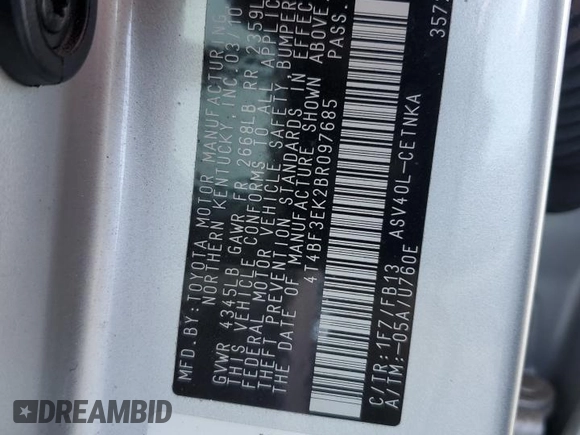 MFD.BY:TOYOTA MOTOR MANUFACTURING
NORTHERN KENTUCKY, INC. 03/10
GVWR 4345LB GAWR FR 2668LB RR 2359L
THIS VEHICLE CONFORMS TO ALL APPLIC
FEDERAL MOTOR VEHICLE SAFETY, BUMPER
THEFT PREVENTION STANDARDS IN EFFEC
THE DATE OF MANUFACTURE SHOWN ABOVE
4T4BF3EK2BR097685 PASS.
C/TR:1F7/FB13 ASV40L-CETNKA
A/TM:-05A/U760E 357
DREAMBID